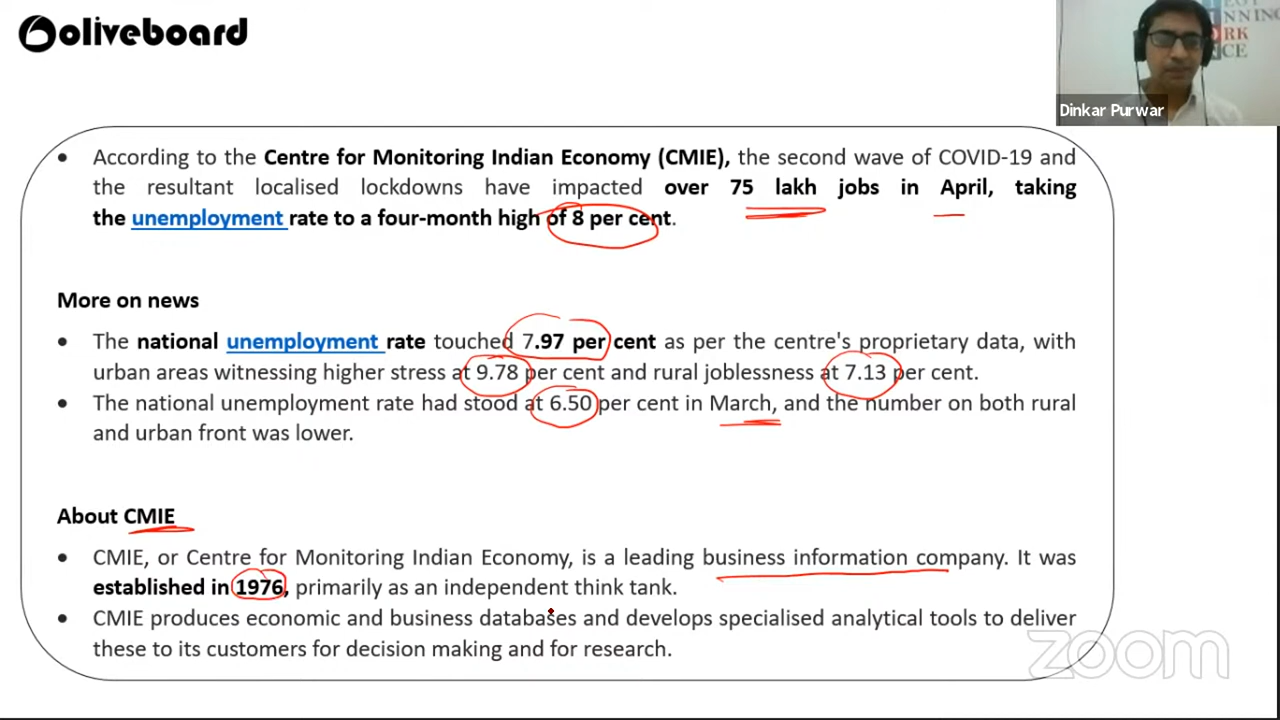 oliveboard
EGY
NNING
RK
CE
Dinkar Purwar
• According to the Centre for Monitoring Indian Economy (CMIE), the second wave of COVID-19 and
the resultant localised lockdowns have impacted over 75 lakh jobs in April, taking
the unemployment rate to a four-month high of 8 per cent.
More on news
• The national unemployment rate touched 7.97 per cent as per the centre's proprietary data, with
urban areas witnessing higher stress at 9.78 per cent and rural joblessness at 7.13 per cent.
• The national unemployment rate had stood at 6.50 per cent in March, and the number on both rural
and urban front was lower.
About CMIE
• CMIE, or Centre for Monitoring Indian Economy, is a leading business information company. It was
established in 1976, primarily as an independent think tank.
• CMIE produces economic and business databases and develops specialised analytical tools to deliver
these to its customers for decision making and for research.
zoom